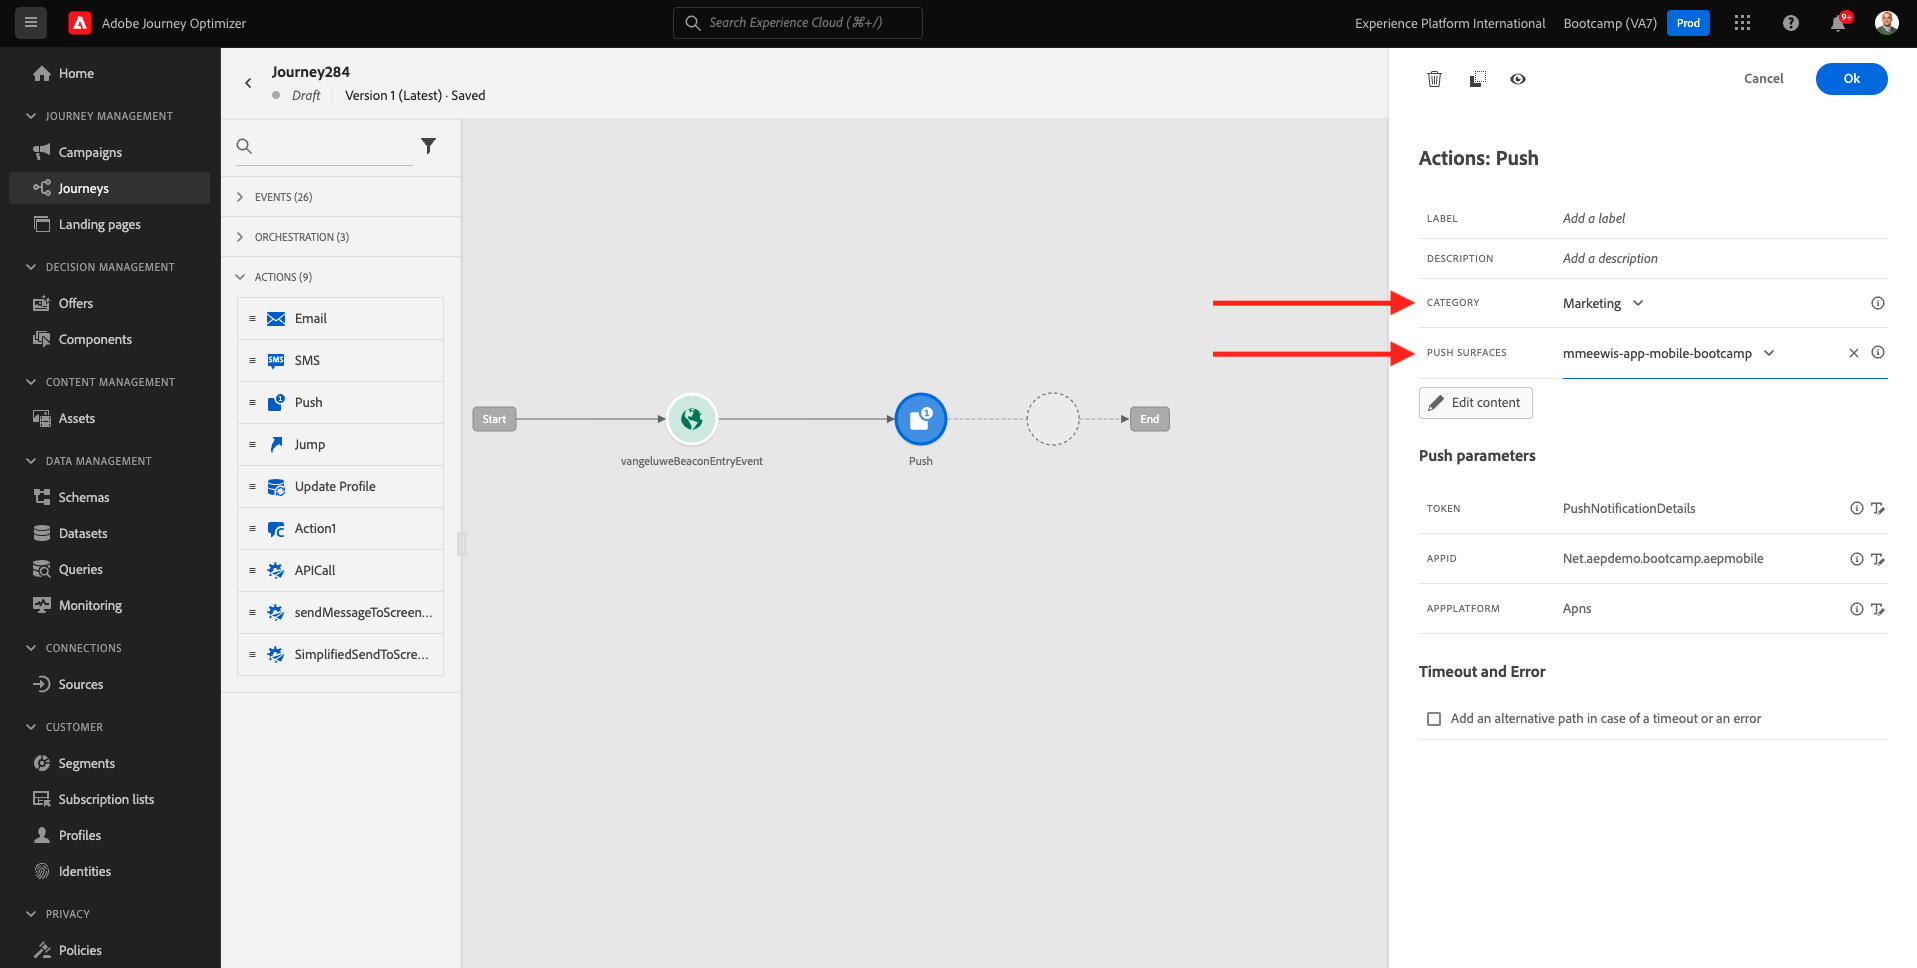 Adobe Journey Optimizer
Search Experience Cloud (⌘+/)
Experience Platform International
Bootcamp (VA7)
Prod
9+
Home
JOURNEY MANAGEMENT
Campaigns
Journeys
Landing pages
DECISION MANAGEMENT
Offers
Components
CONTENT MANAGEMENT
Assets
DATA MANAGEMENT
Schemas
Datasets
Queries
Monitoring
CONNECTIONS
Sources
CUSTOMER
Segments
Subscription lists
Profiles
Identities
PRIVACY
Policies
Journey284
Draft
Version 1 (Latest) · Saved
EVENTS (26)
ORCHESTRATION (3)
ACTIONS (9)
Email
SMS
SMS
Push
Jump
Update Profile
Action1
APICall
sendMessageToScreen...
SimplifiedSendToScre...
Start
vangeluweBeaconEntryEvent
1
Push
End
Cancel
Ok
Actions: Push
LABEL
Add a label
DESCRIPTION
Add a description
CATEGORY
Marketing
PUSH SURFACES
mmeewis-app-mobile-bootcamp
Edit content
Push parameters
TOKEN
PushNotificationDetails
APPID
Net.aepdemo.bootcamp.aepmobile
APPPLATFORM
Apns
Timeout and Error
Add an alternative path in case of a timeout or an error